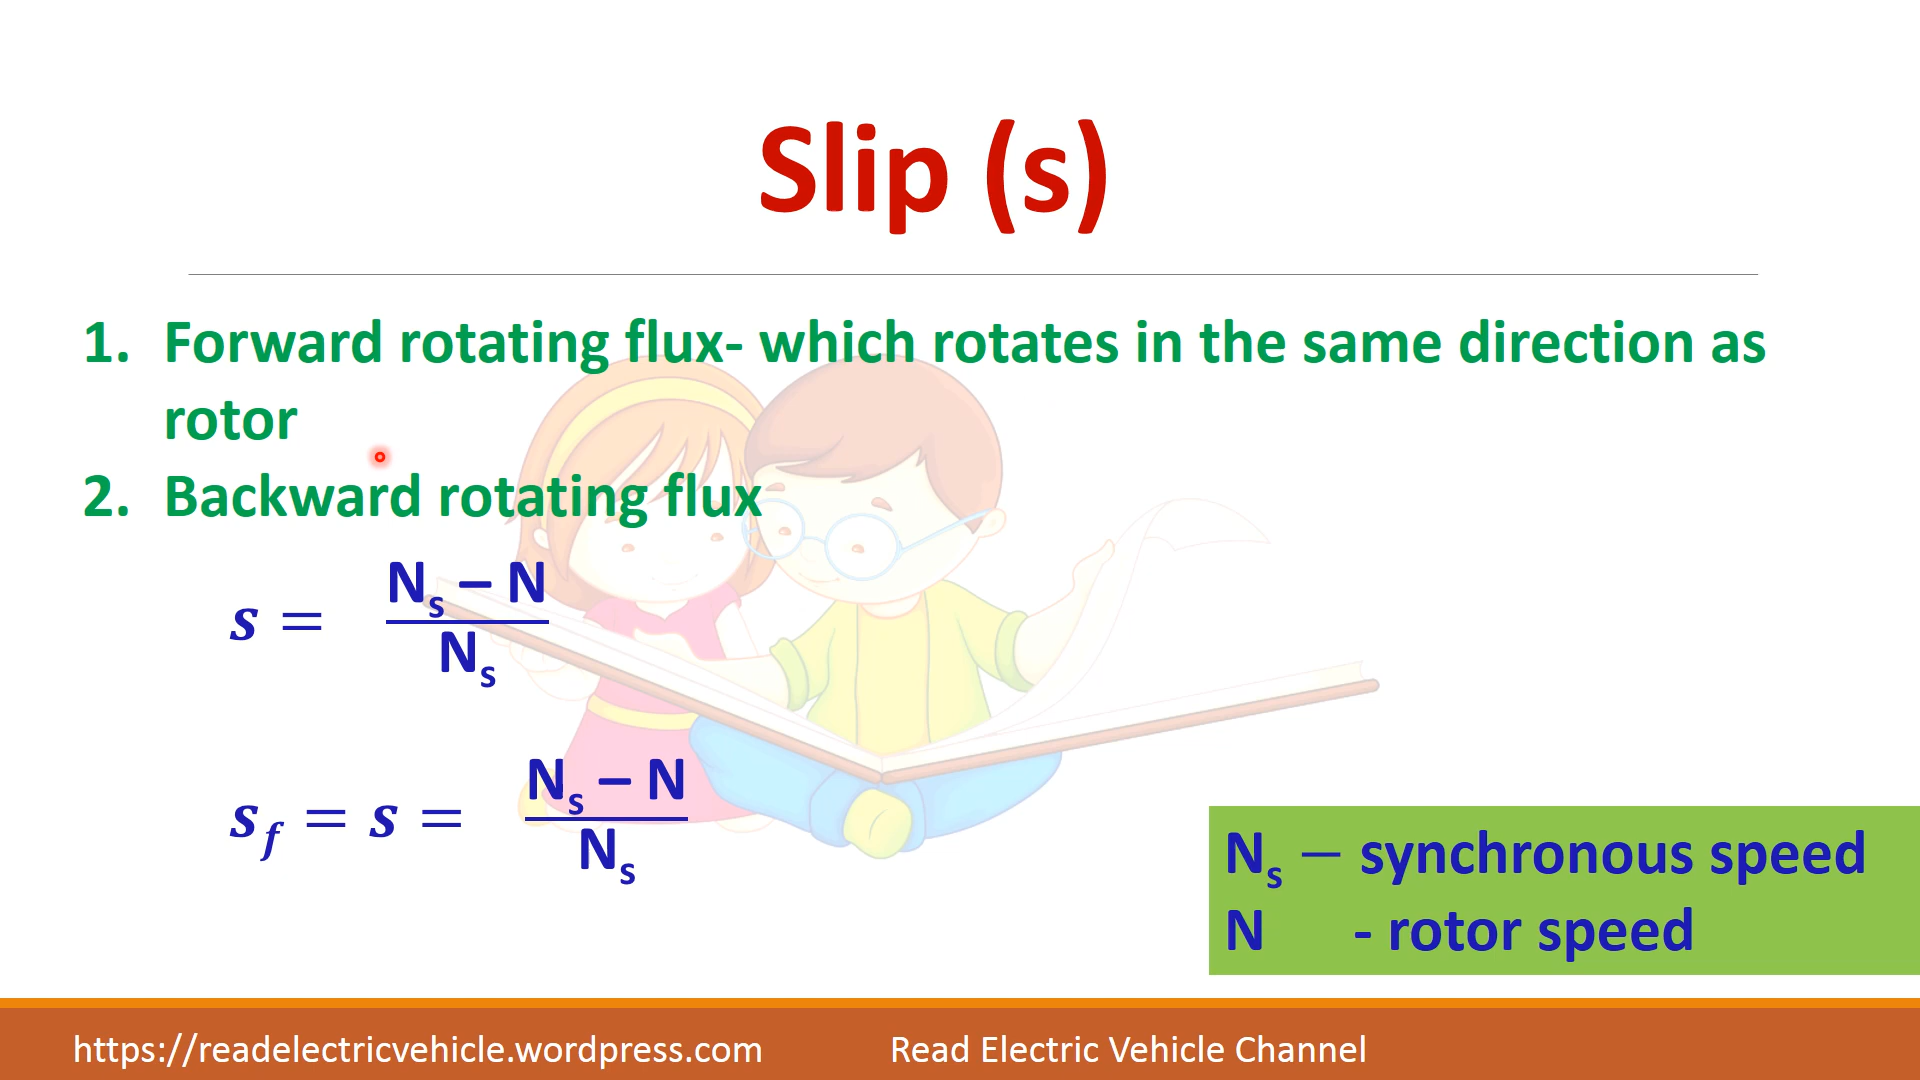 Slip (s)
1. Forward rotating flux- which rotates in the same direction as
rotor
2. Backward rotating flux
s = Ns – N / Ns
sf = s = Ns – N / Ns
Ns – synchronous speed
N - rotor speed
https://readelectricvehicle.wordpress.com Read Electric Vehicle Channel